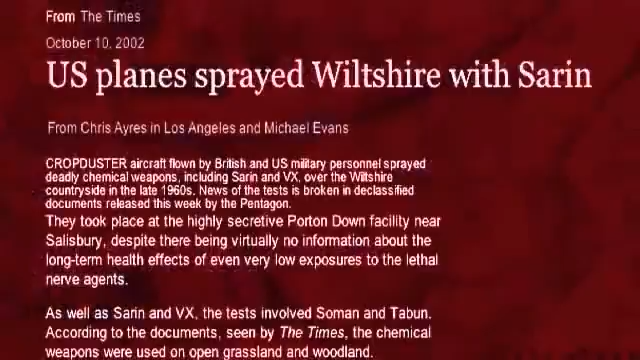 From The Times
October 10, 2002
US planes sprayed Wiltshire with Sarin
From Chris Ayres in Los Angeles and Michael Evans
CROPDUSTER aircraft flown by British and US military personnel sprayed
deadly chemical weapons, including Sarin and VX, over the Wiltshire
countryside in the late 1960s. News of the tests is broken in declassified
documents released this week by the Pentagon.
They took place at the highly secretive Porton Down facility near
Salisbury, despite there being virtually no information about the
long-term health effects of even very low exposures to the lethal
nerve agents.
As well as Sarin and VX, the tests involved Soman and Tabun.
According to the documents, seen by The Times, the chemical
weapons were used on open grassland and woodland.